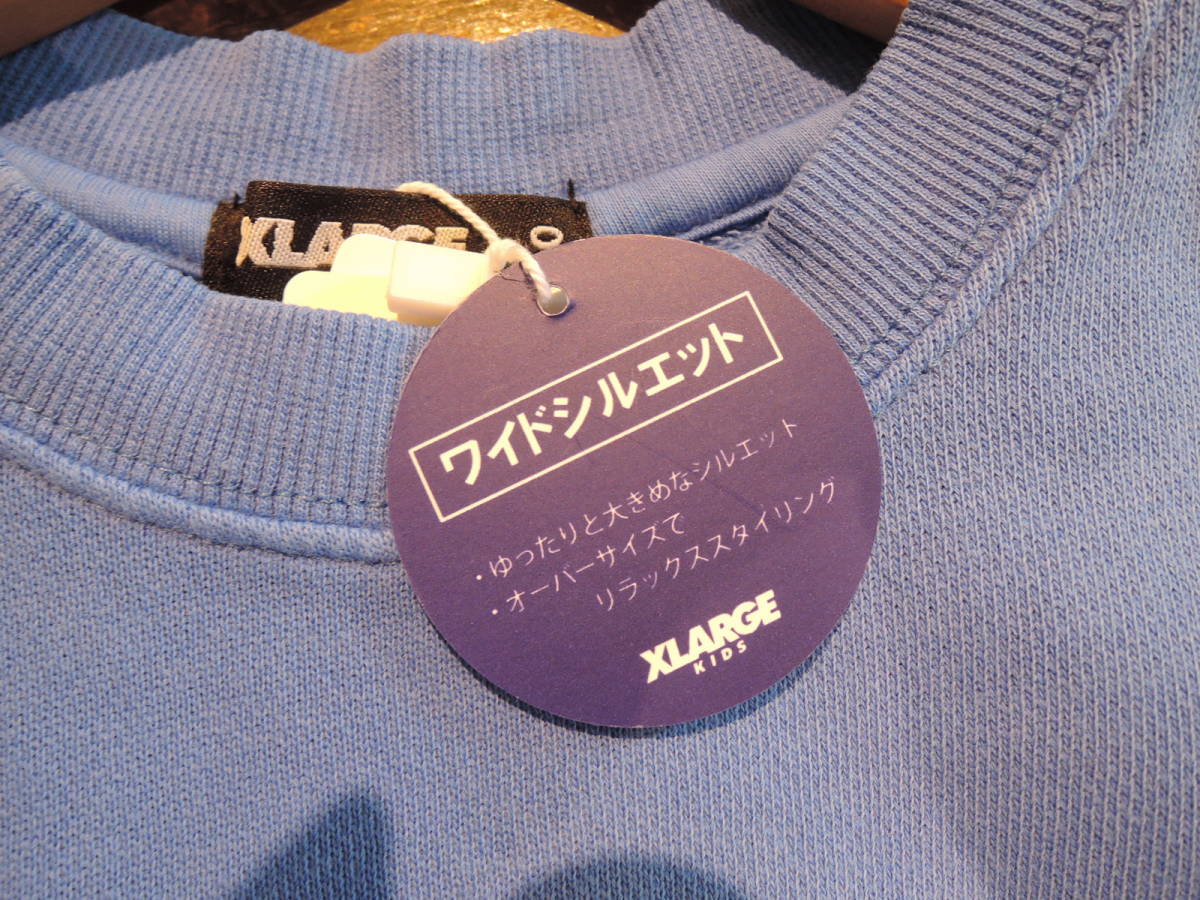 XLARGE
ワイドシルエット
・ゆったりと大きめなシルエット
・オーバーサイズで
リラックススタイリング
XLARGE
KIDS